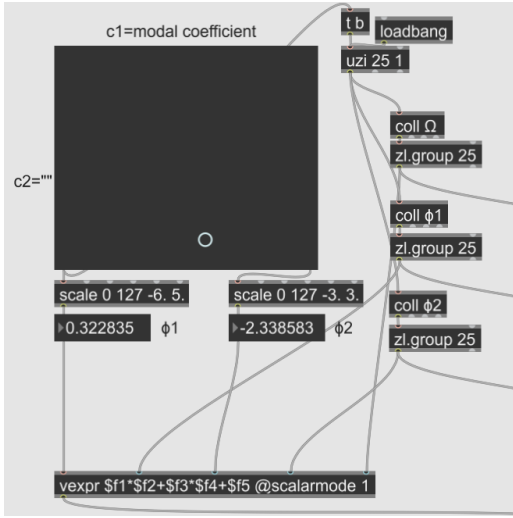 c1=modal coefficient
t b
loadbang
uzi 25 1
coll Ω
zl.group 25
c2=""
coll ϕ1
zl.group 25
scale 0 127 -6. 5.
scale 0 127 -3. 3.
coll ϕ2
0.322835 ϕ1
-2.338583 ϕ2
zl.group 25
vexpr $f1*$f2+$f3*$f4+$f5 @scalarmode 1